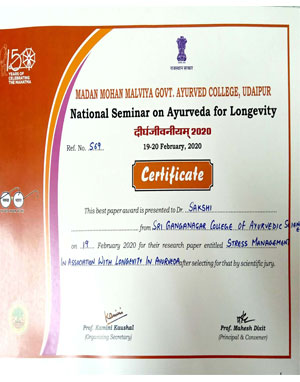 150
YEARS OF
CELEBRATING
THE MAHATMA
सत्यमेव जयते
MADAN MOHAN MALVIYA GOVT. AYURVED COLLEGE, UDAIPUR
National Seminar on Ayurveda for Longevity
दीर्घंजीवनीयम् 2020
Ref. No. 569 19-20 February, 2020
Certificate
This best paper award is presented to Dr. SAKSHI
from SRI GANGANAGAR COLLEGE OF AYURVEDIC
on 19 February 2020 for their research paper entitled STRESS MANAGEMENT
IN ASSOCIATION WITH LONGEVITY IN AYURVEDA after selecting for that by scientific jury.
Prof. Kamini Kaushal Prof. Mahesh Dixit
(Organising Secretary) (Principal & Convener)